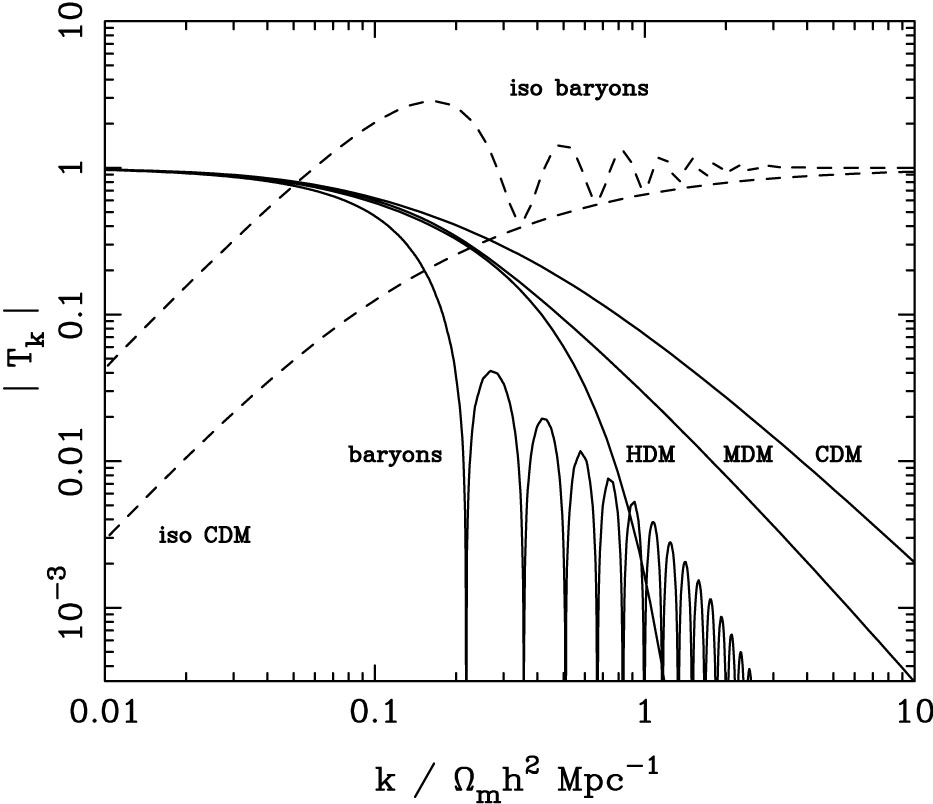 10
1
0.1
0.01
10⁻³
| T_k |
iso baryons
baryons
HDM
MDM
CDM
iso CDM
0.01
0.1
1
10
k / Ω_m h² Mpc⁻¹